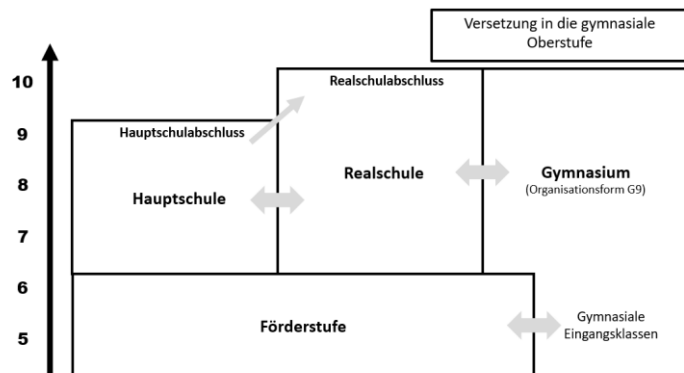 Versetzung in die gymnasiale
Oberstufe
10
Realschulabschluss
9
Hauptschulabschluss
8
Hauptschule
Realschule
Gymnasium
(Organisationsform G9)
7
6
Förderstufe
Gymnasiale
Eingangsklassen
5